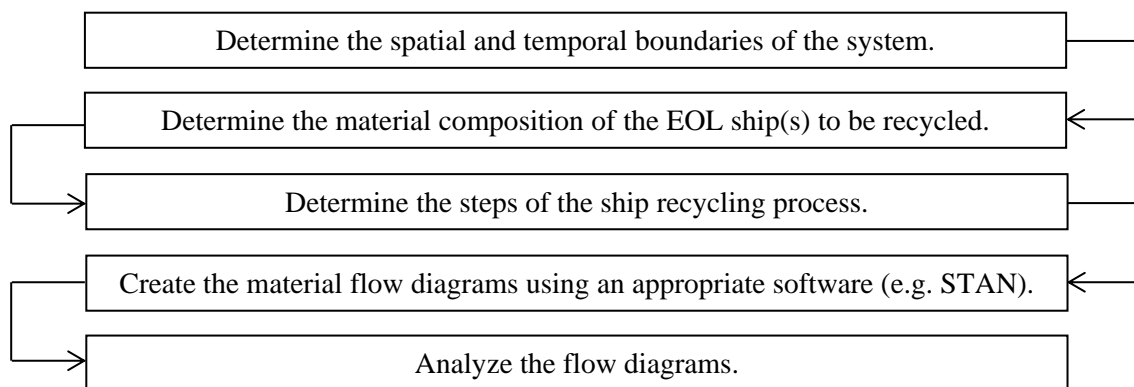 Determine the spatial and temporal boundaries of the system.
Determine the material composition of the EOL ship(s) to be recycled.
Determine the steps of the ship recycling process.
Create the material flow diagrams using an appropriate software (e.g. STAN).
Analyze the flow diagrams.